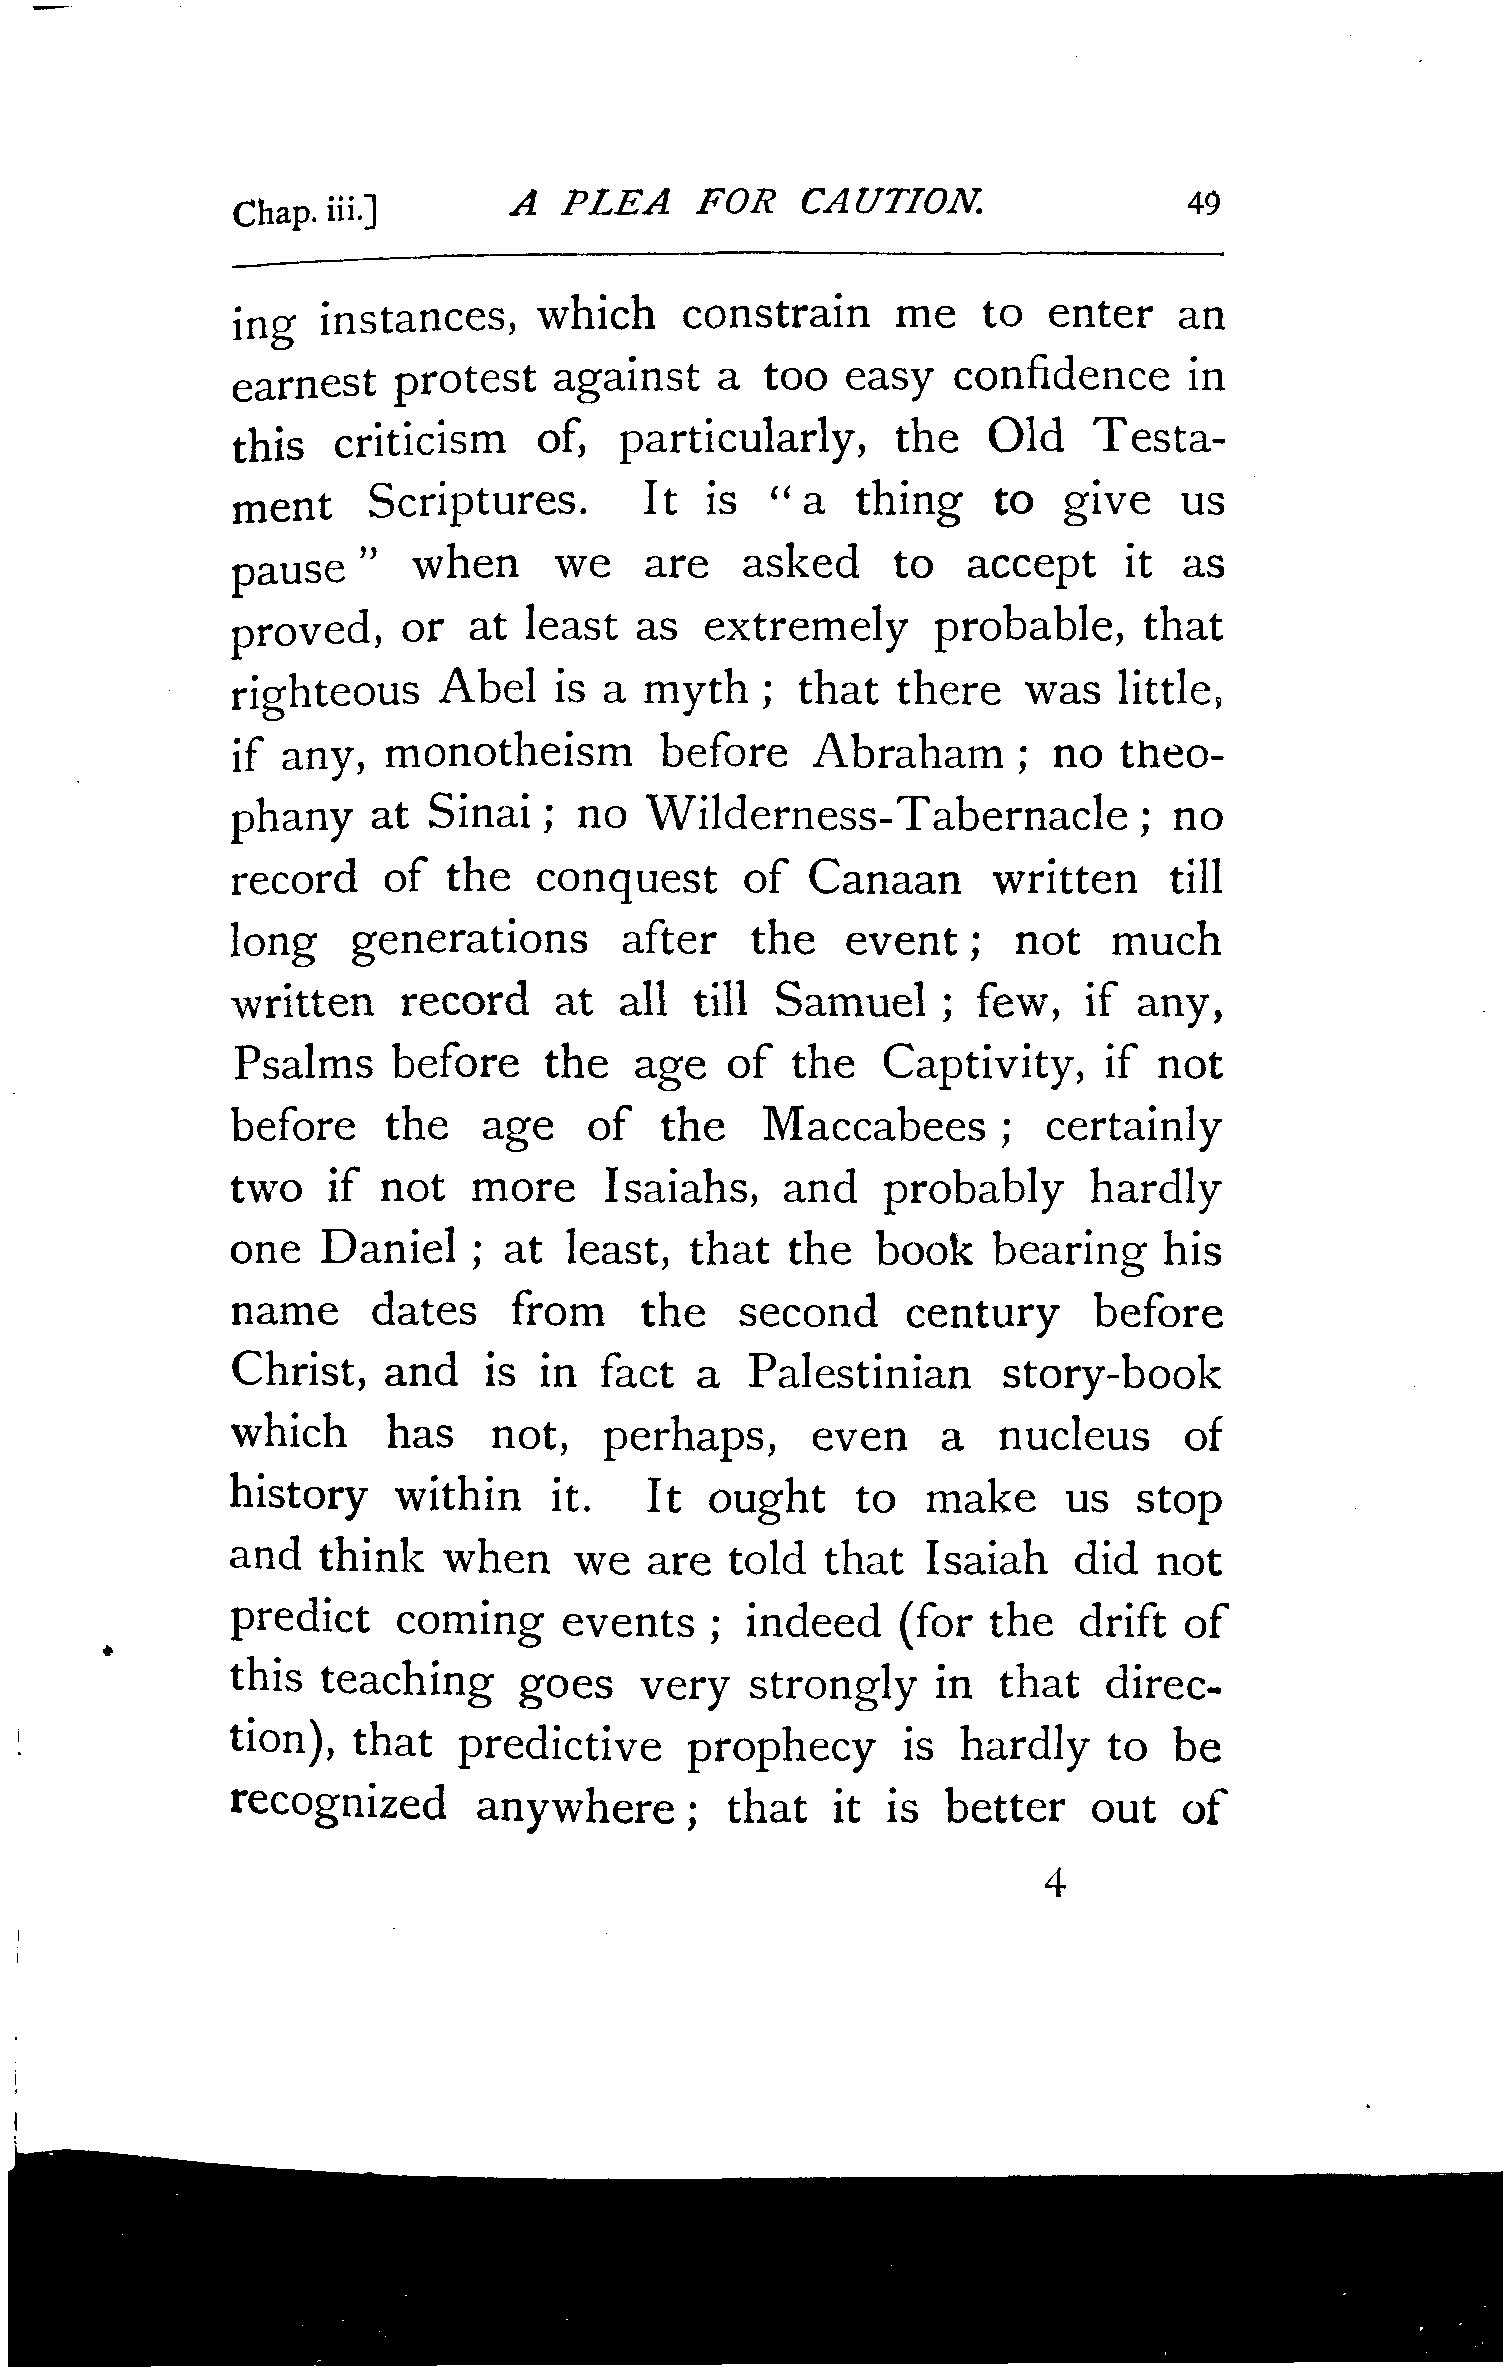 Chap. iii.] A PLEA FOR CAUTION. 49
ing instances, which constrain me to enter an
earnest protest against a too easy confidence in
this criticism of, particularly, the Old Testa-
ment Scriptures. It is “ a thing to give us
pause ” when we are asked to accept it as
proved, or at least as extremely probable, that
righteous Abel is a myth ; that there was little,
if any, monotheism before Abraham ; no theo-
phany at Sinai ; no Wilderness-Tabernacle ; no
record of the conquest of Canaan written till
long generations after the event ; not much
written record at all till Samuel ; few, if any,
Psalms before the age of the Captivity, if not
before the age of the Maccabees ; certainly
two if not more Isaiahs, and probably hardly
one Daniel ; at least, that the book bearing his
name dates from the second century before
Christ, and is in fact a Palestinian story-book
which has not, perhaps, even a nucleus of
history within it. It ought to make us stop
and think when we are told that Isaiah did not
predict coming events ; indeed (for the drift of
this teaching goes very strongly in that direc-
tion), that predictive prophecy is hardly to be
recognized anywhere ; that it is better out of
4